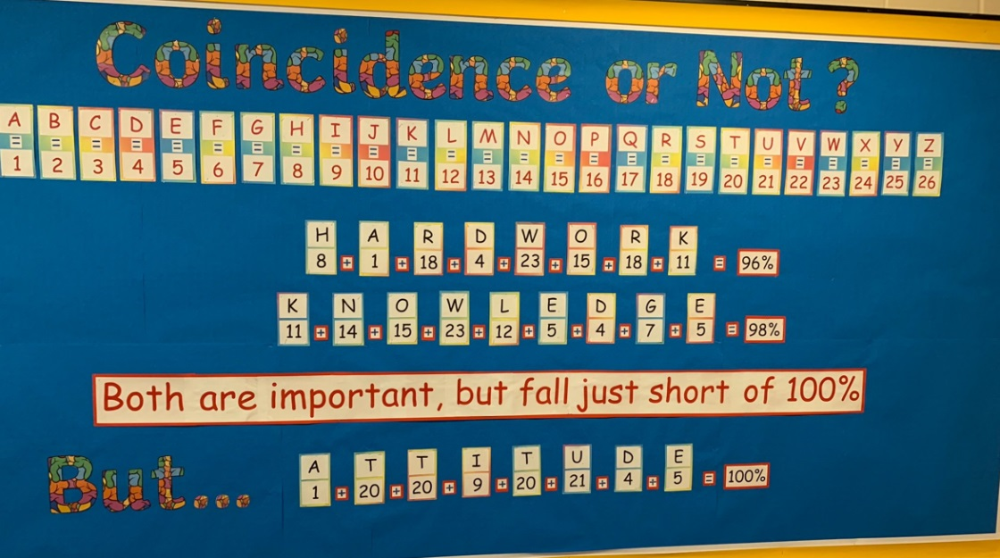 Coincidence or Not?
A B C D E F G H I J K L M N O P Q R S T U V W X Y Z
= = = = = = = = = = = = = = = = = = = = = = = = = =
1 2 3 4 5 6 7 8 9 10 11 12 13 14 15 16 17 18 19 20 21 22 23 24 25 26
H A R D W O R K
8 + 1 + 18 + 4 + 23 + 15 + 18 + 11 = 96%
K N O W L E D G E
11 + 14 + 15 + 23 + 12 + 5 + 4 + 7 + 5 = 98%
Both are important, but fall just short of 100%
But...
A T T I T U D E
1 + 20 + 20 + 9 + 20 + 21 + 4 + 5 = 100%